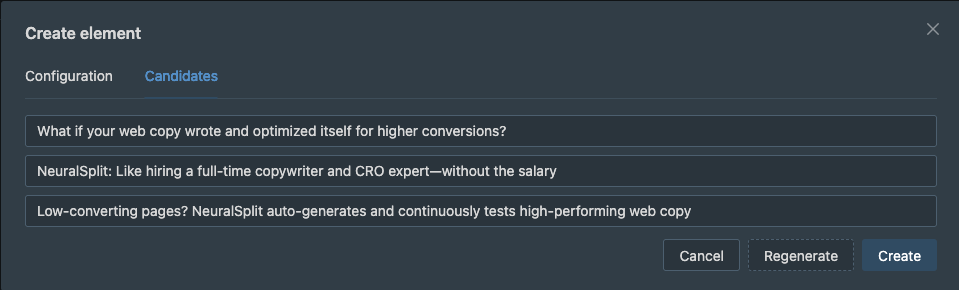 Create element
Configuration
Candidates
What if your web copy wrote and optimized itself for higher conversions?
NeuralSplit: Like hiring a full-time copywriter and CRO expert—without the salary
Low-converting pages? NeuralSplit auto-generates and continuously tests high-performing web copy
Cancel
Regenerate
Create